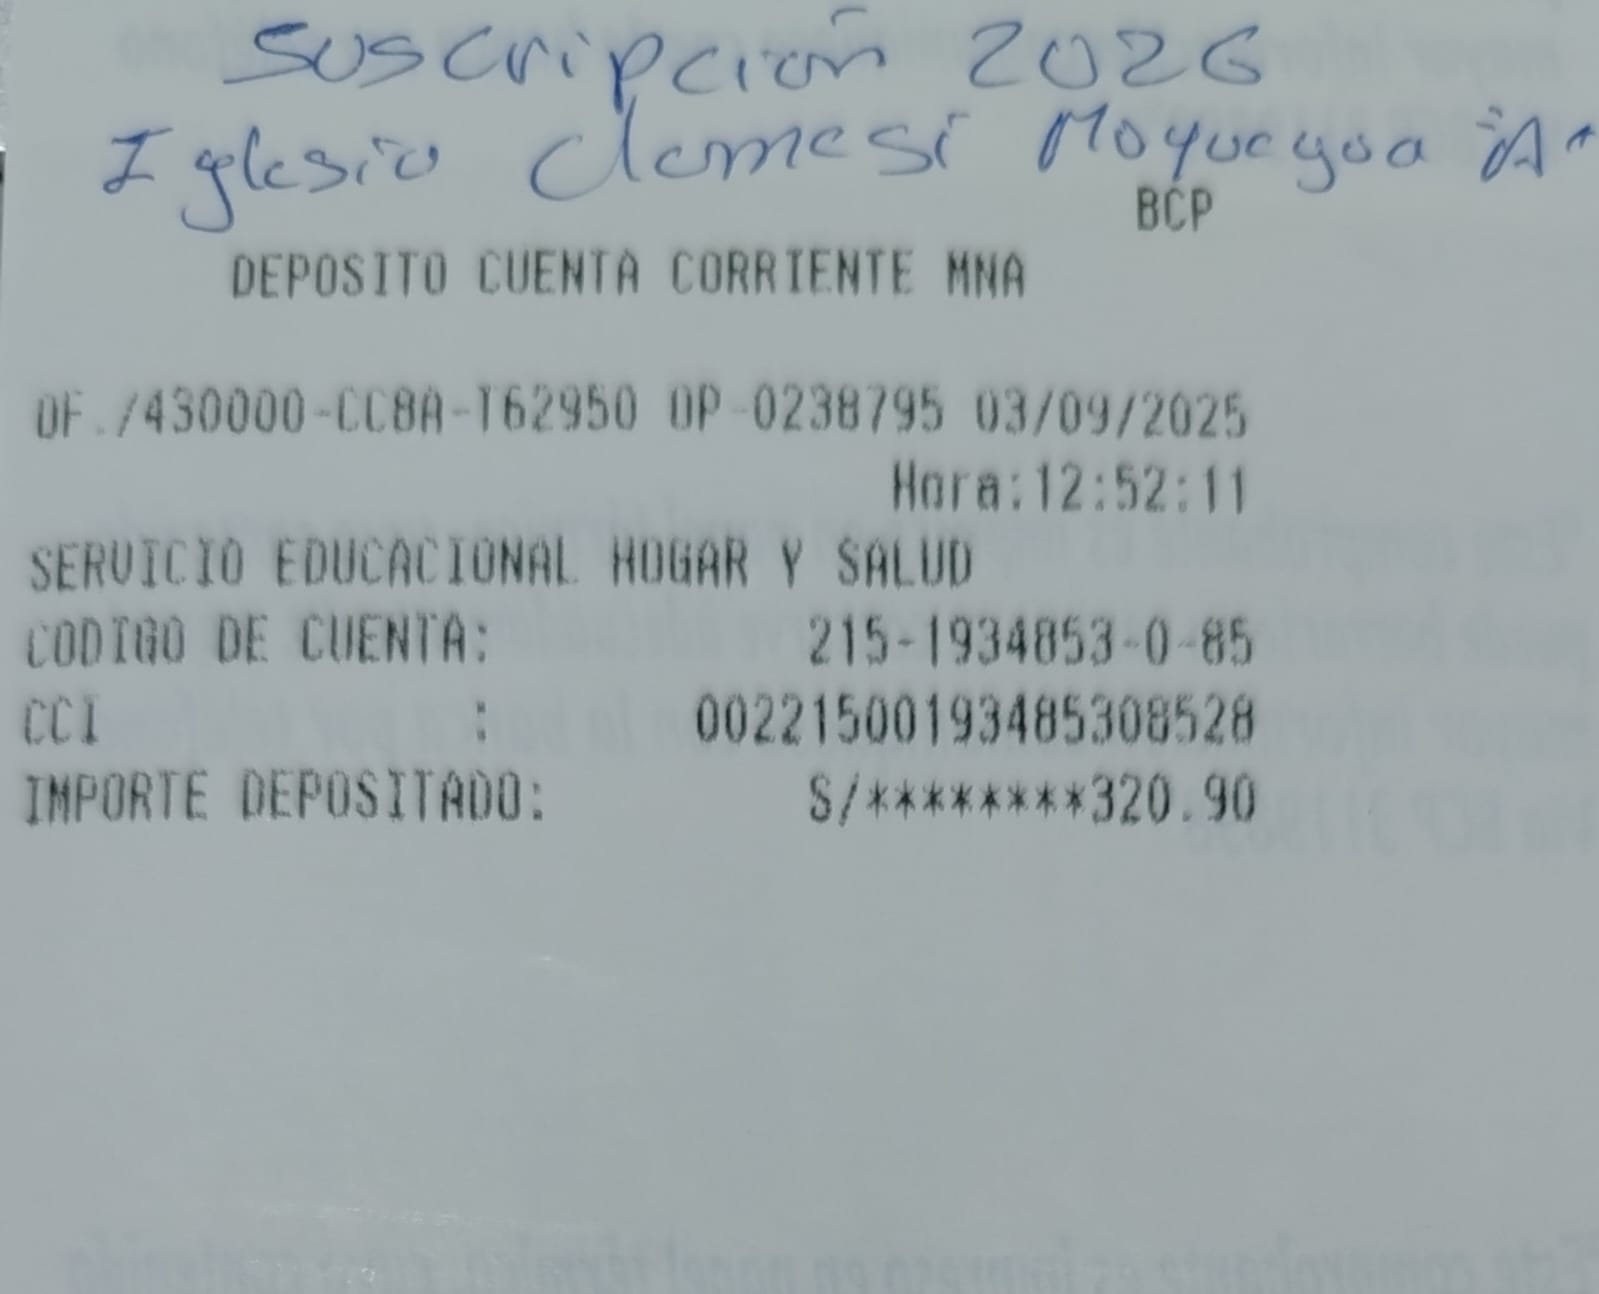 Suscripción 2026
Iglesia Clemesi Moquegua "A"
BCP
DEPOSITO CUENTA CORRIENTE MNA
OF./430000-CC8A-T62950 OP-0238795 03/09/2025
Hora:12:52:11
SERVICIO EDUCACIONAL HOGAR Y SALUD
CODIGO DE CUENTA: 215-1934853-0-85
CCI : 00221500193485308528
IMPORTE DEPOSITADO: S/********320.90